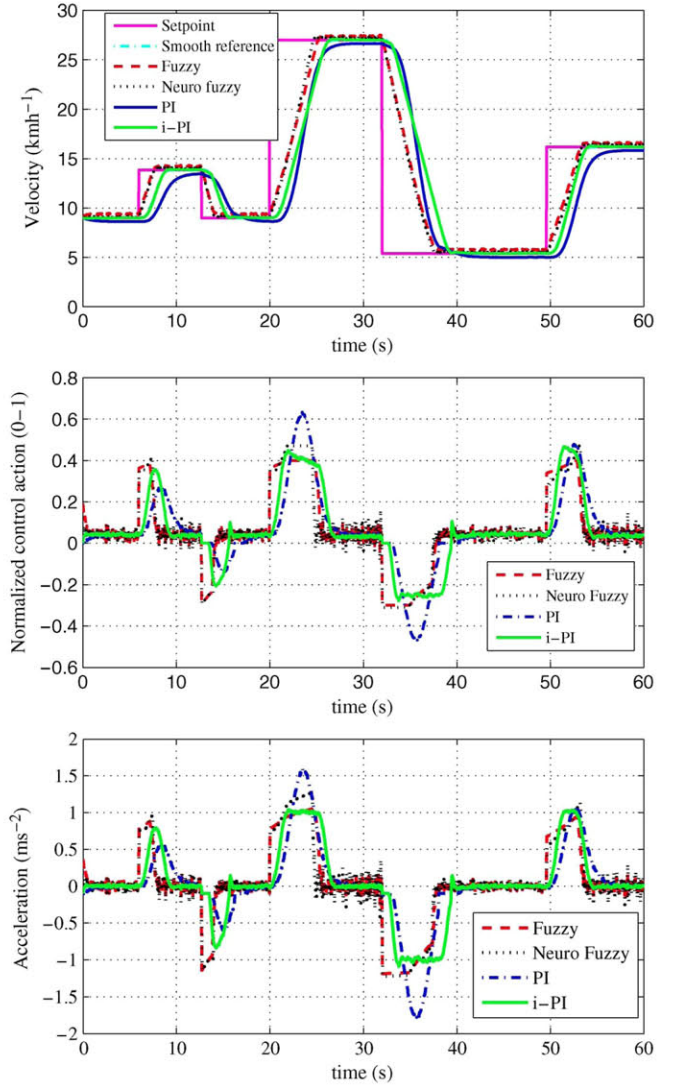 30
25
20
15
10
5
0
Velocity (kmh⁻¹)
Setpoint
Smooth reference
Fuzzy
Neuro fuzzy
PI
i−PI
0 10 20 30 40 50 60
time (s)
0.8
0.6
0.4
0.2
0
−0.2
−0.4
−0.6
Normalized control action (0−1)
Fuzzy
Neuro Fuzzy
PI
i−PI
0 10 20 30 40 50 60
time (s)
2
1.5
1
0.5
0
−0.5
−1
−1.5
−2
Acceleration (ms⁻²)
Fuzzy
Neuro Fuzzy
PI
i−PI
0 10 20 30 40 50 60
time (s)